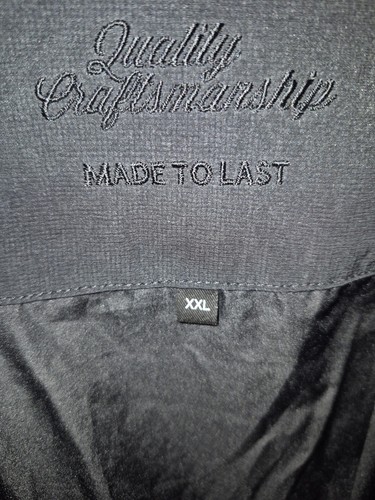 Quality
Craftsmanship
MADE TO LAST
XXL